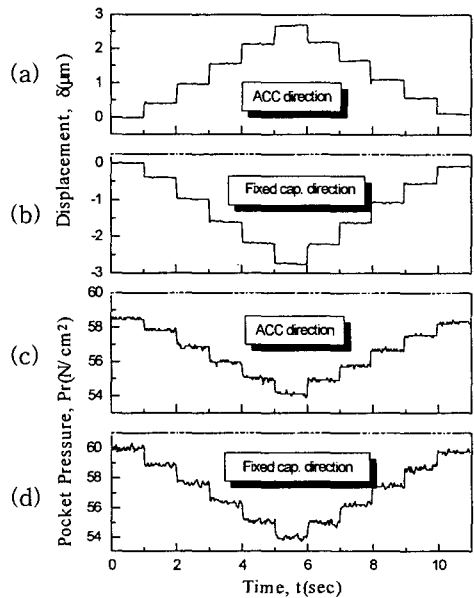 (a)
3
2
1
0
ACC direction
Displacement, δ(μm)
(b)
0
-1
-2
-3
Fixed cap. direction
(c)
60
58
56
54
ACC direction
Pocket Pressure, Pr(N/cm²)
(d)
60
58
56
54
Fixed cap. direction
0 2 4 6 8 10
Time, t(sec)